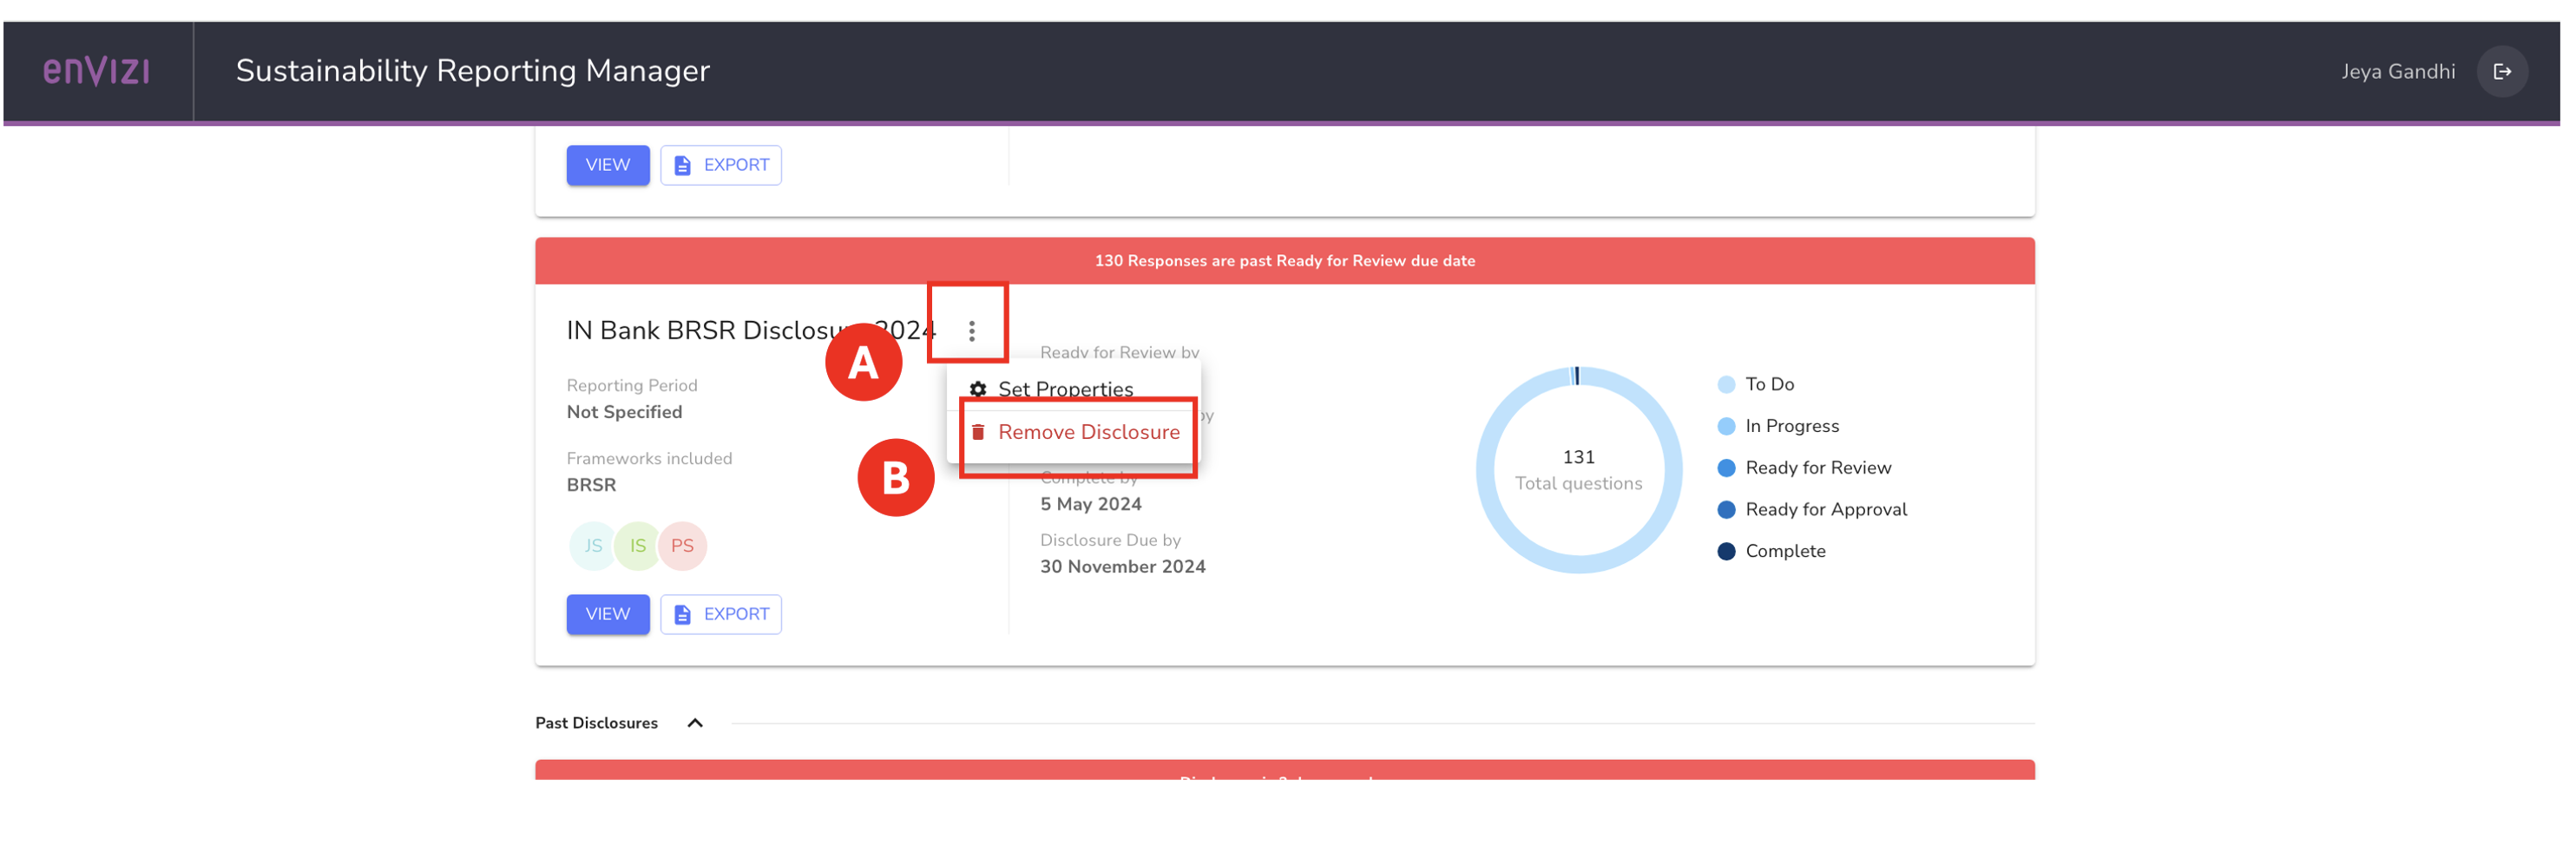 enVIZI
Sustainability Reporting Manager
Jeya Gandhi
VIEW
EXPORT
130 Responses are past Ready for Review due date
IN Bank BRSR Disclosure 2024
A
Ready for Review by
Set Properties
by
Remove Disclosure
B
Reporting Period
Not Specified
Frameworks included
BRSR
JS
IS
PS
VIEW
EXPORT
Complete by
5 May 2024
Disclosure Due by
30 November 2024
131
Total questions
To Do
In Progress
Ready for Review
Ready for Approval
Complete
Past Disclosures